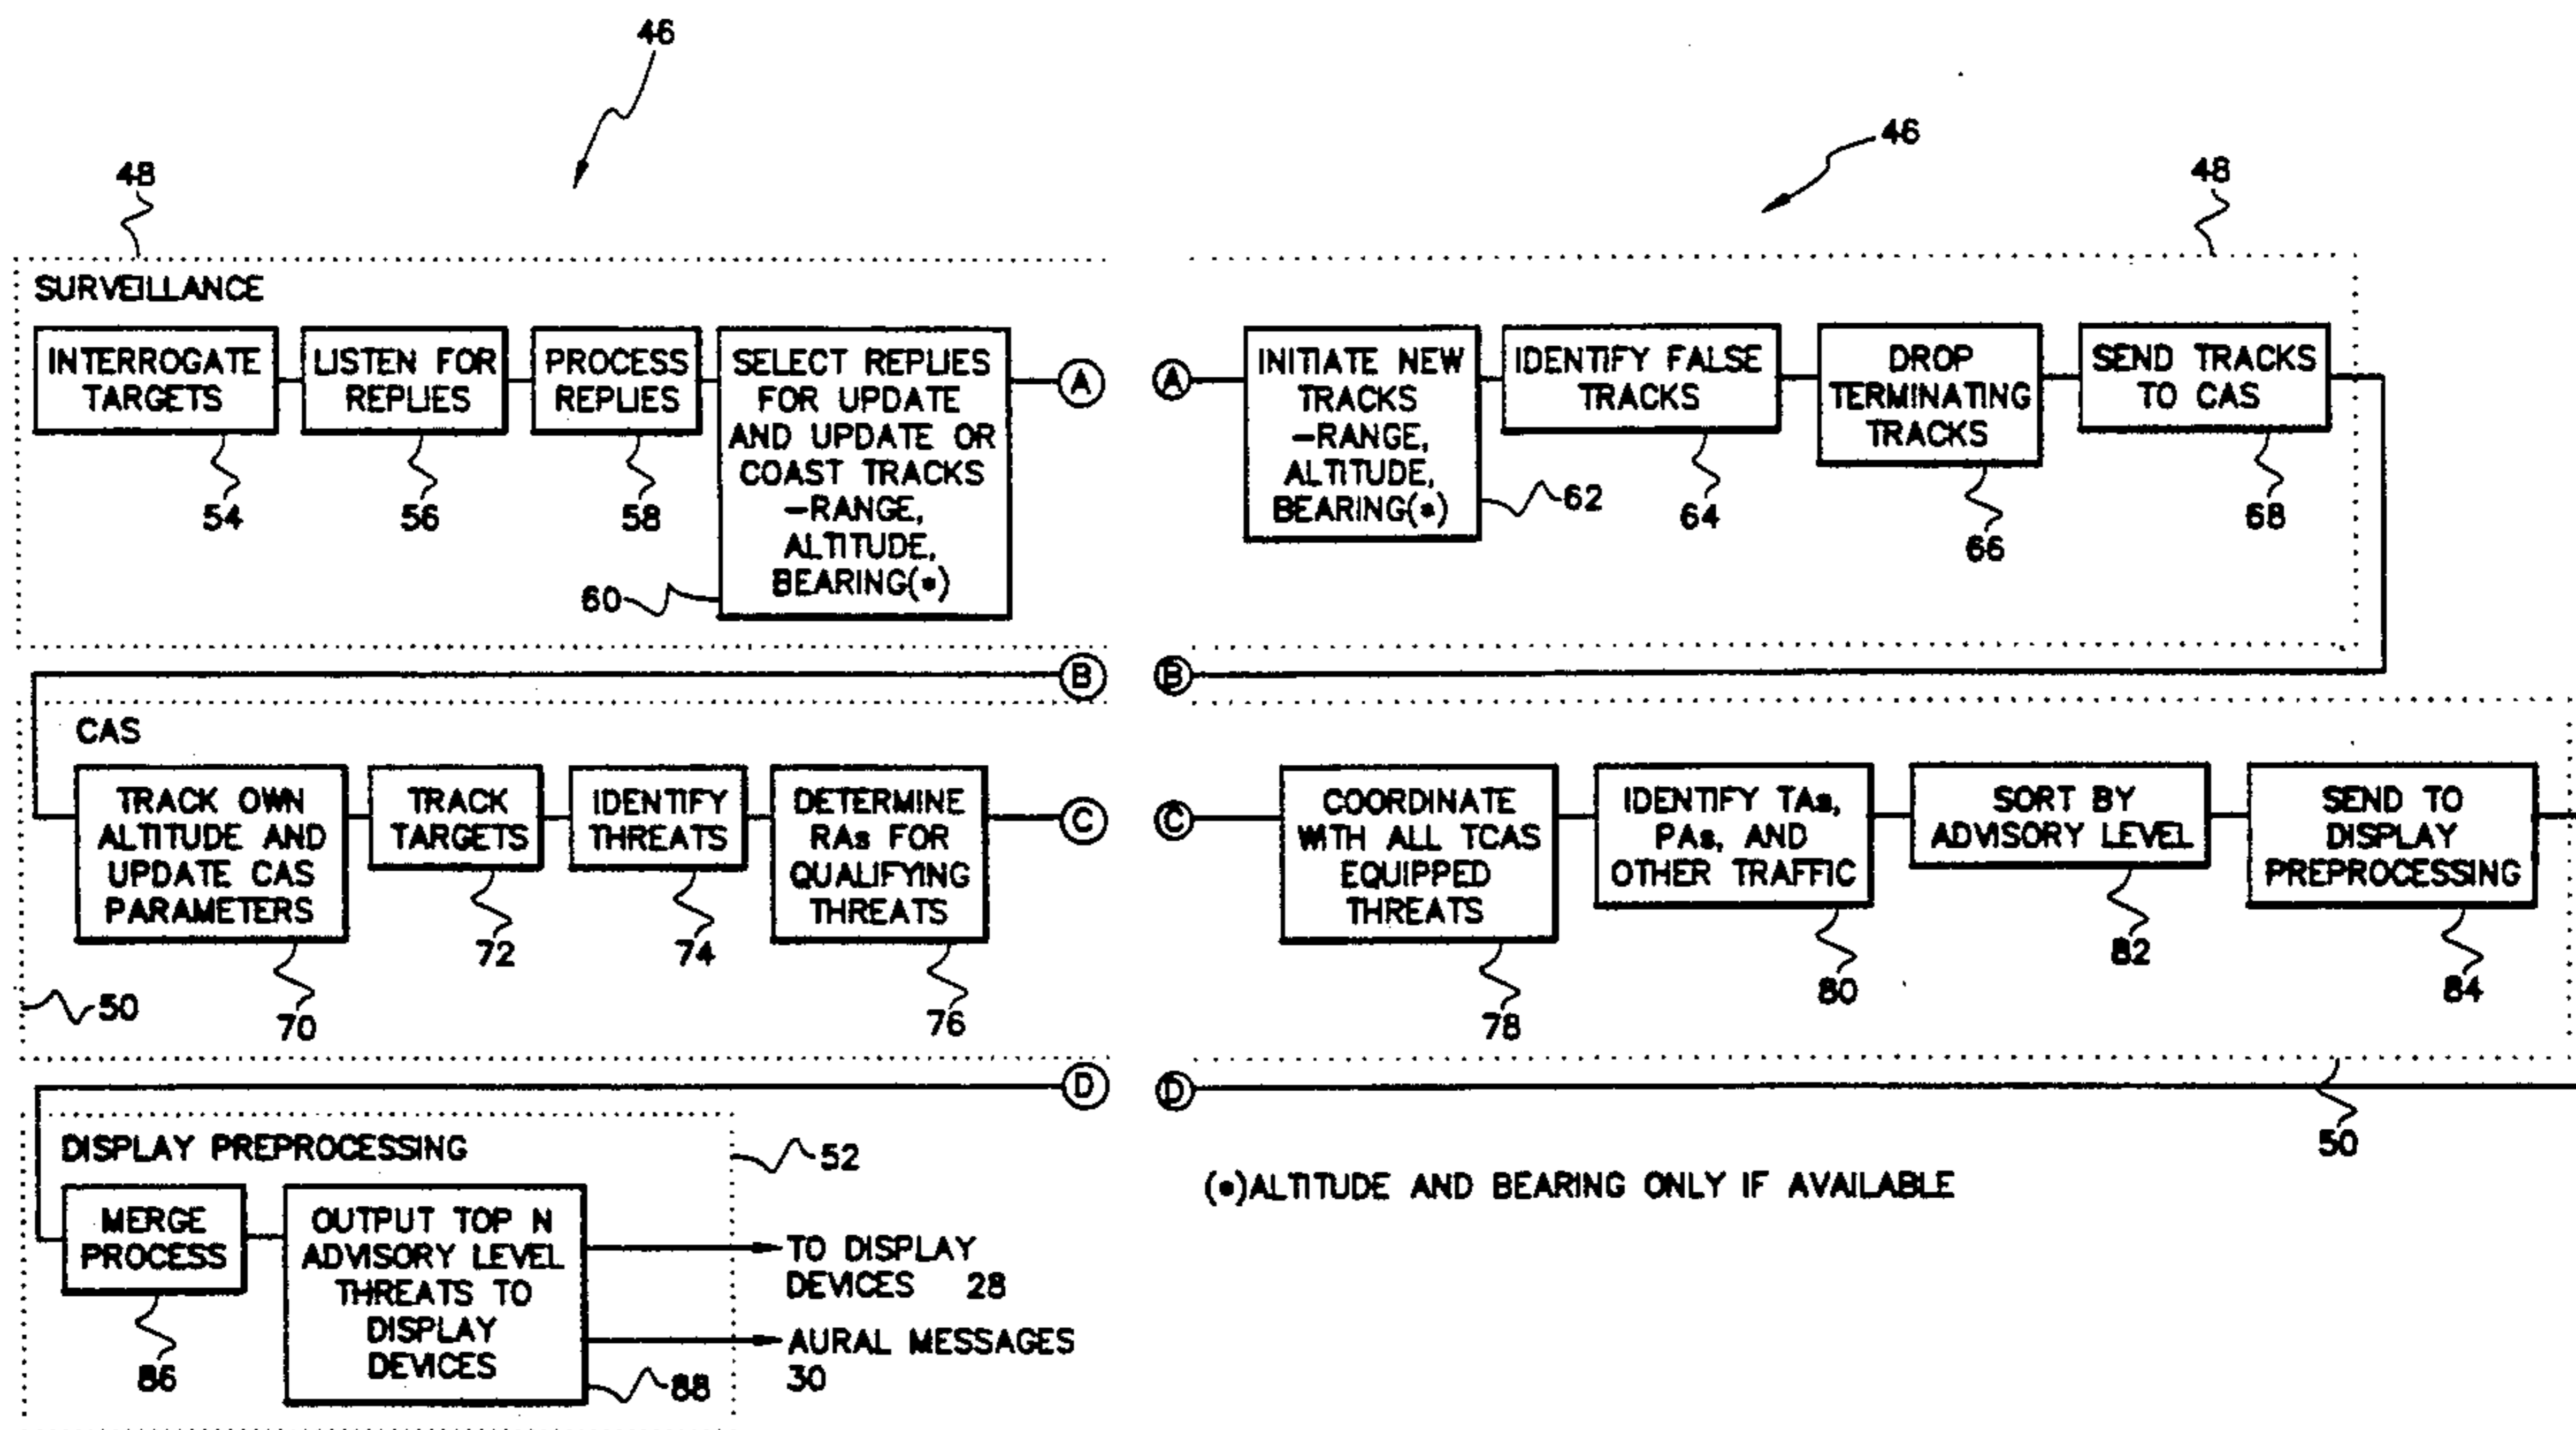 46
46
48
48
SURVEILLANCE
INTERROGATE
TARGETS
54
LISTEN FOR
REPLIES
56
PROCESS
REPLIES
58
SELECT REPLIES
FOR UPDATE
AND UPDATE OR
COAST TRACKS
-RANGE,
ALTITUDE,
BEARING(*)
60
A
A
INITIATE NEW
TRACKS
-RANGE,
ALTITUDE,
BEARING(*)
62
IDENTIFY FALSE
TRACKS
64
DROP
TERMINATING
TRACKS
66
SEND TRACKS
TO CAS
68
B
B
CAS
TRACK OWN
ALTITUDE AND
UPDATE CAS
PARAMETERS
70
TRACK
TARGETS
72
IDENTIFY
THREATS
74
DETERMINE
RAs FOR
QUALIFYING
THREATS
76
C
C
COORDINATE
WITH ALL TCAS
EQUIPPED
THREATS
78
IDENTIFY TAs,
PAs, AND
OTHER TRAFFIC
80
SORT BY
ADVISORY LEVEL
82
SEND TO
DISPLAY
PREPROCESSING
84
50
D
D
50
DISPLAY PREPROCESSING
52
MERGE
PROCESS
86
OUTPUT TOP N
ADVISORY LEVEL
THREATS TO
DISPLAY
DEVICES
88
TO DISPLAY
DEVICES 28
AURAL MESSAGES
30
(*)ALTITUDE AND BEARING ONLY IF AVAILABLE